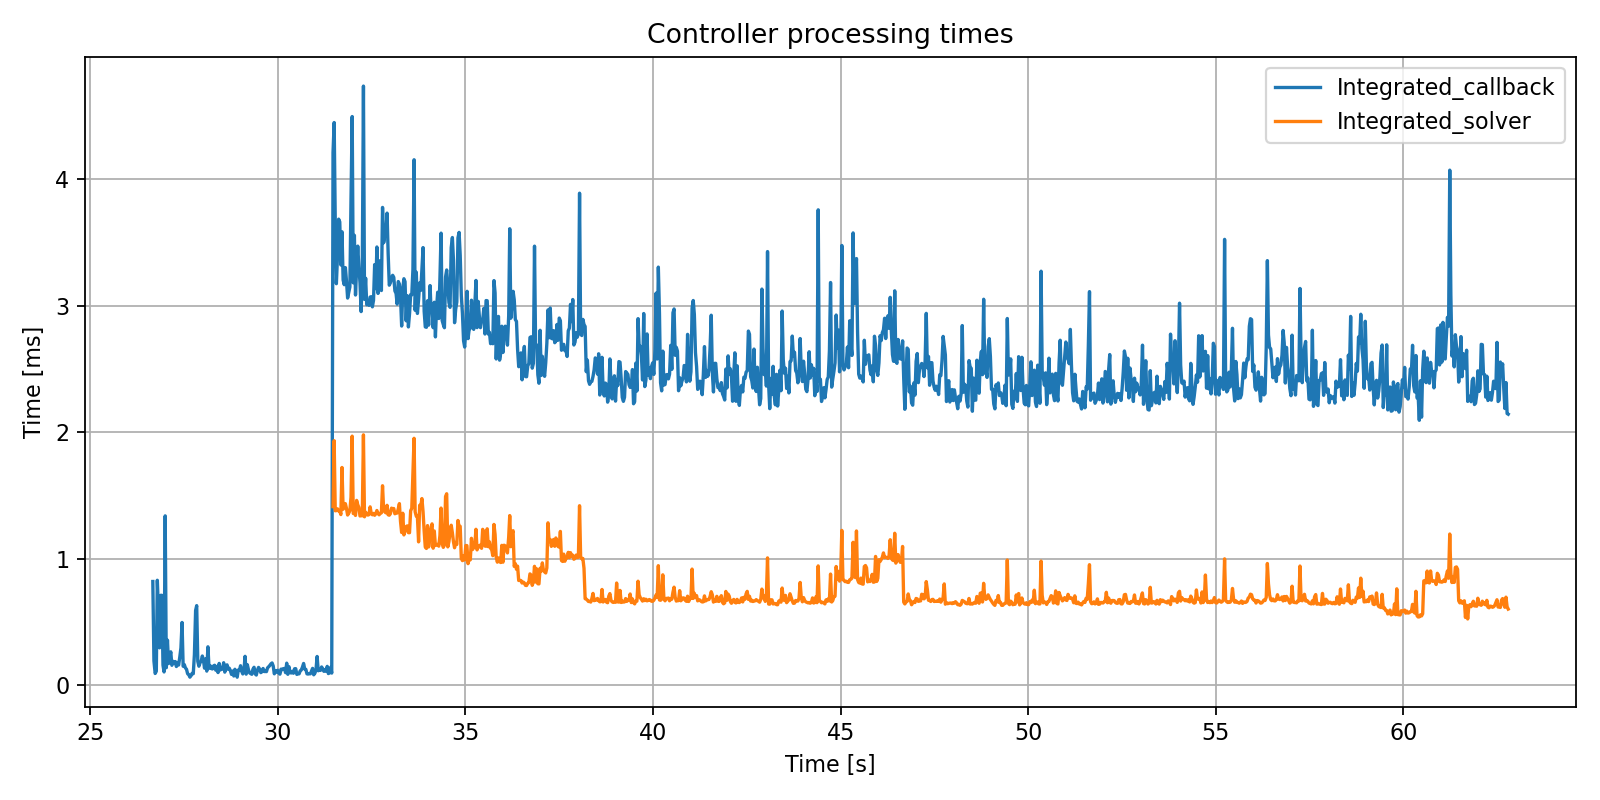 Controller processing times
Integrated_callback
Integrated_solver
Time [ms]
4
3
2
1
0
25 30 35 40 45 50 55 60
Time [s]